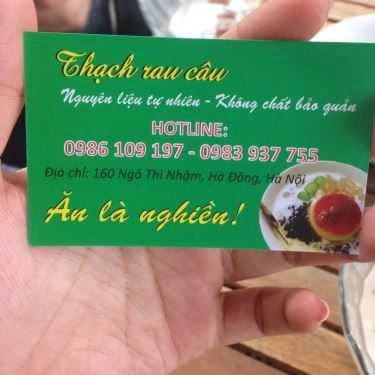 Thạch rau câu
Nguyên liệu tự nhiên - Không chất bảo quản
HOTLINE:
0986 109 197 - 0983 937 755
Địa chỉ: 160 Ngô Thì Nhậm, Hà Đông, Hà Nội
Ăn là nghiền!